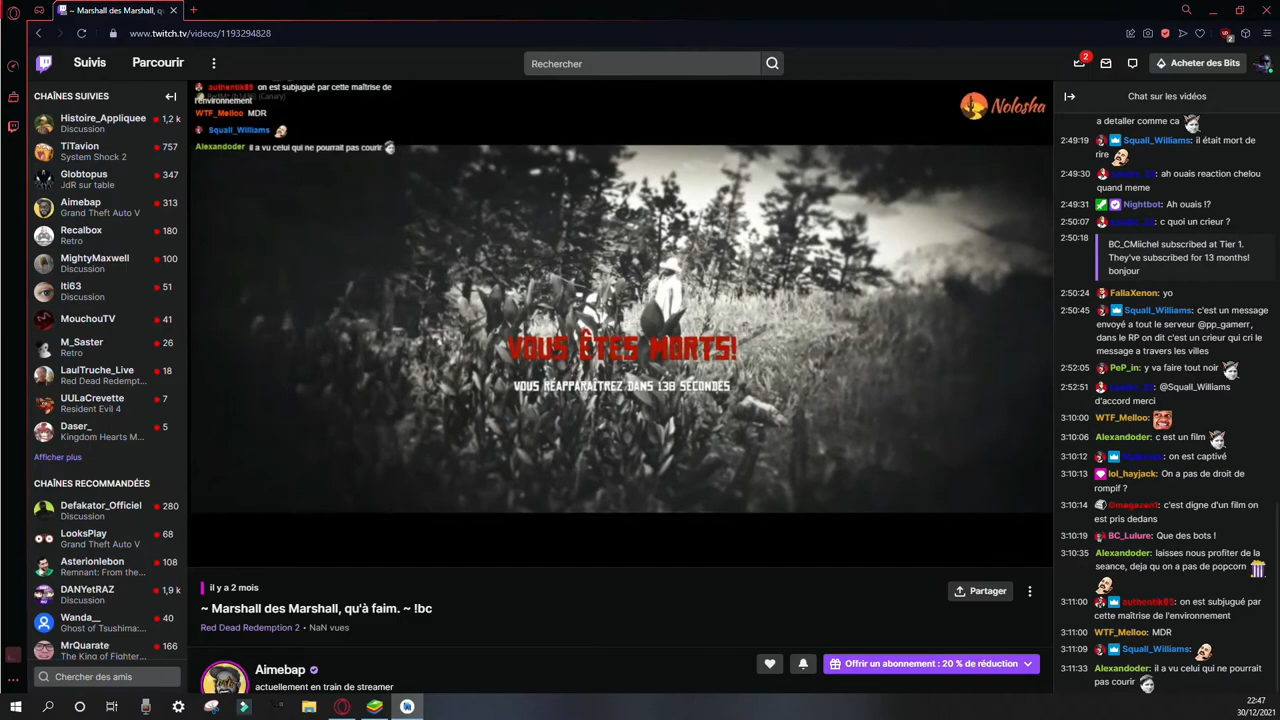 ~ Marshall des Marshall, q
www.twitch.tv/videos/1193294828
2
Suivis
Parcourir
Rechercher
2
Acheter des Bits
CHAÎNES SUIVIES
Histoire_Appliquee
1,2 k
Discussion
TiTavion
757
System Shock 2
Globtopus
347
JdR sur table
Aimebap
313
Grand Theft Auto V
Recalbox
180
Retro
MightyMaxwell
100
Discussion
Iti63
51
Discussion
MouchouTV
41
M_Saster
26
Retro
LaulTruche_Live
18
Red Dead Redempt...
UULaCrevette
7
Resident Evil 4
Daser_
5
Kingdom Hearts M...
Afficher plus
CHAÎNES RECOMMANDÉES
Defakator_Officiel
280
Discussion
LooksPlay
68
Grand Theft Auto V
Asterionlebon
108
Remnant: From the...
DANYetRAZ
1,9 k
Discussion
Wanda__
40
Ghost of Tsushima:...
MrQuarate
166
The King of Fighter...
Chercher des amis
authentik85 on est subjugué par cette maîtrise de
l'environnement
WTF_Melloo MDR
Squall_Williams
Alexandoder il a vu celui qui ne pourrait pas courir
Nolosha
VOUS ÊTES MORTS!
VOUS RÉAPPARAÎTREZ DANS 138 SECONDES
il y a 2 mois
~ Marshall des Marshall, qu'à faim. ~ !bc
Red Dead Redemption 2 • NaN vues
Partager
Aimebap
actuellement en train de streamer
Offrir un abonnement : 20 % de réduction
Chat sur les vidéos
a detaller comme ca
2:49:19 Squall_Williams: il était mort de
rire
2:49:30 : ah ouais reaction chelou
quand meme
2:49:31 Nightbot: Ah ouais !?
2:50:07 : c quoi un crieur ?
2:50:18
BC_CMiichel subscribed at Tier 1.
They've subscribed for 13 months!
bonjour
2:50:24 FallaXenon: yo
2:50:45 Squall_Williams: c'est un message
envoyé a tout le serveur @pp_gamerr,
dans le RP on dit c'est un crieur qui cri le
message a travers les villes
2:52:05 PeP_in: y va faire tout noir
2:52:51 : @Squall_Williams
d'accord merci
3:10:00 WTF_Melloo:
3:10:06 Alexandoder: c est un film
3:10:12 : on est captivé
3:10:13 lol_hayjack: On a pas de droit de
rompif ?
3:10:14 Omegazen1: c'est digne d'un film on
est pris dedans
3:10:19 BC_Lulure: Que des bots !
3:10:35 Alexandoder: laisses nous profiter de la
seance, deja qu on a pas de popcorn
3:11:00 authentik85: on est subjugué par
cette maîtrise de l'environnement
3:11:00 WTF_Melloo: MDR
3:11:09 Squall_Williams:
3:11:33 Alexandoder: il a vu celui qui ne pourrait
pas courir
22:47
30/12/2021